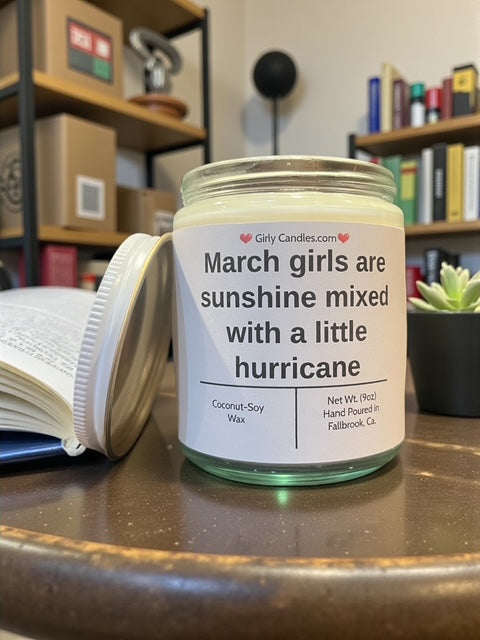 ❤ Girly Candles.com ❤
March girls are
sunshine mixed
with a little
hurricane
Coconut-Soy
Wax
Net Wt. (9oz)
Hand Poured in
Fallbrook, Ca.